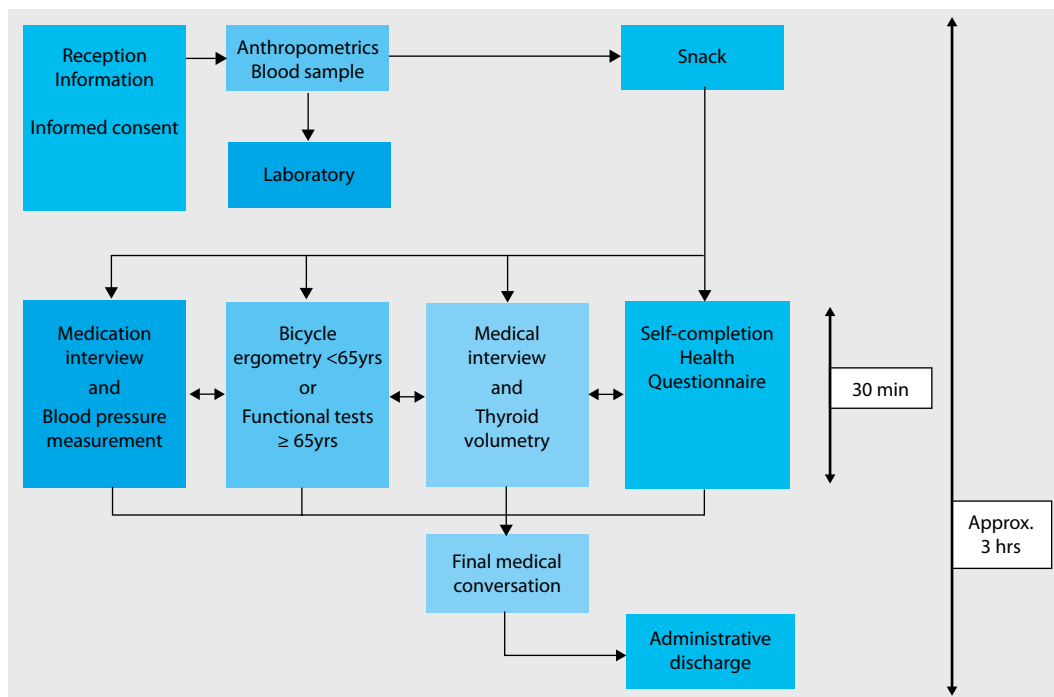 Reception
Information
Informed consent
Anthropometrics
Blood sample
Snack
Laboratory
Medication
interview
and
Blood pressure
measurement
Bicycle
ergometry <65yrs
or
Functional tests
≥ 65yrs
Medical
interview
and
Thyroid
volumetry
Self-completion
Health
Questionnaire
30 min
Approx.
3 hrs
Final medical
conversation
Administrative
discharge